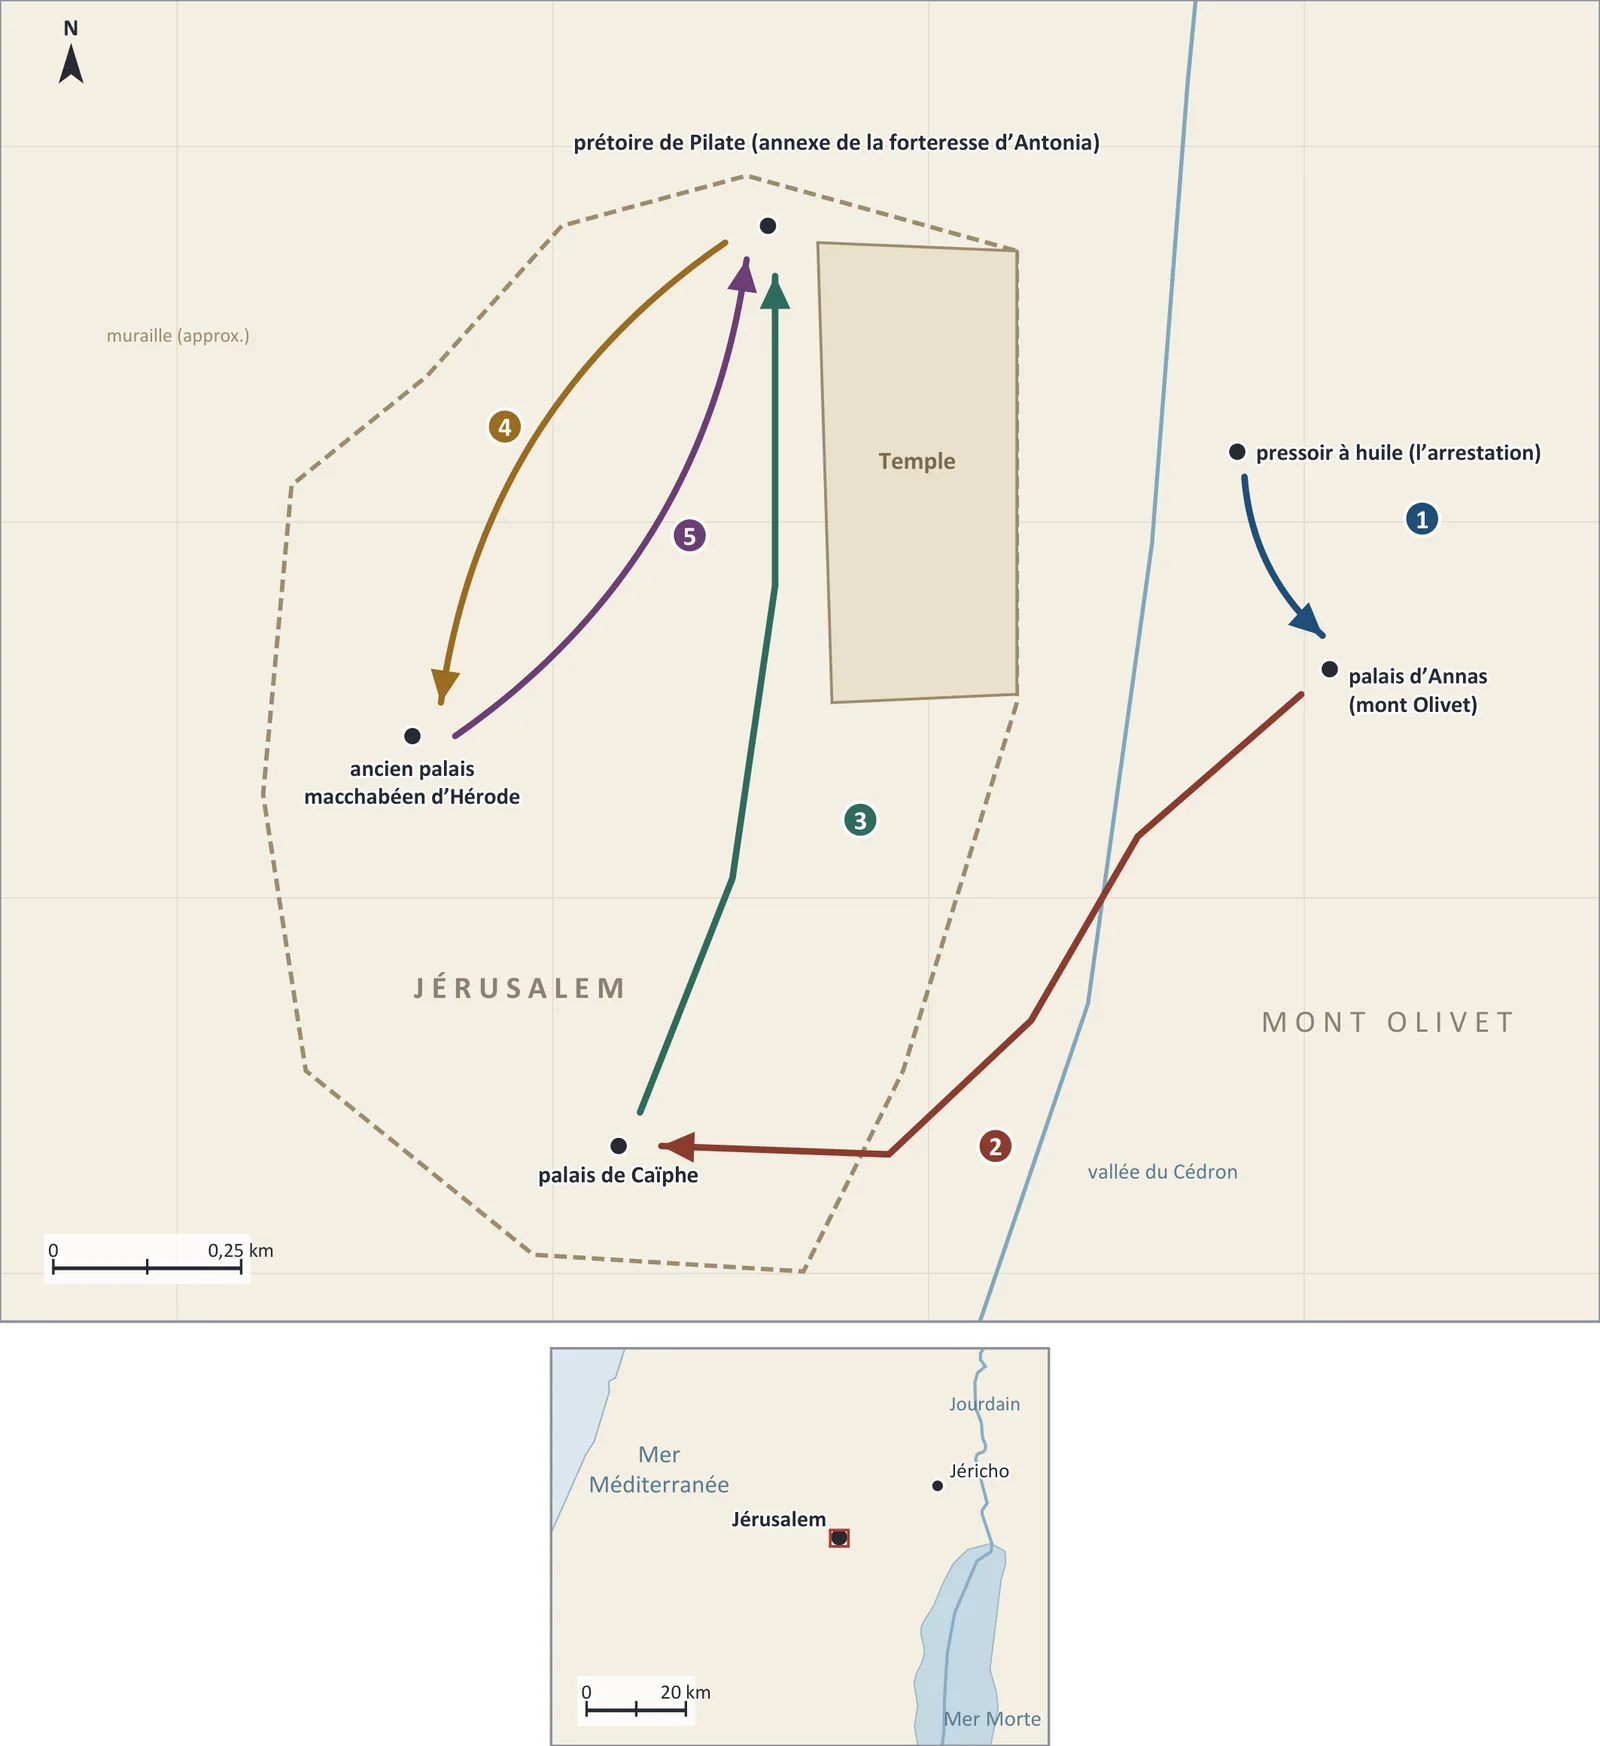 N
prétoire de Pilate (annexe de la forteresse d’Antonia)
muraille (approx.)
4
Temple
pressoir à huile (l’arrestation)
1
5
palais d’Annas
(mont Olivet)
ancien palais
macchabéen d’Hérode
3
JÉRUSALEM
MONT OLIVET
2
palais de Caïphe
vallée du Cédron
0 0,25 km
Jourdain
Mer
Méditerranée
Jéricho
Jérusalem
0 20 km
Mer Morte